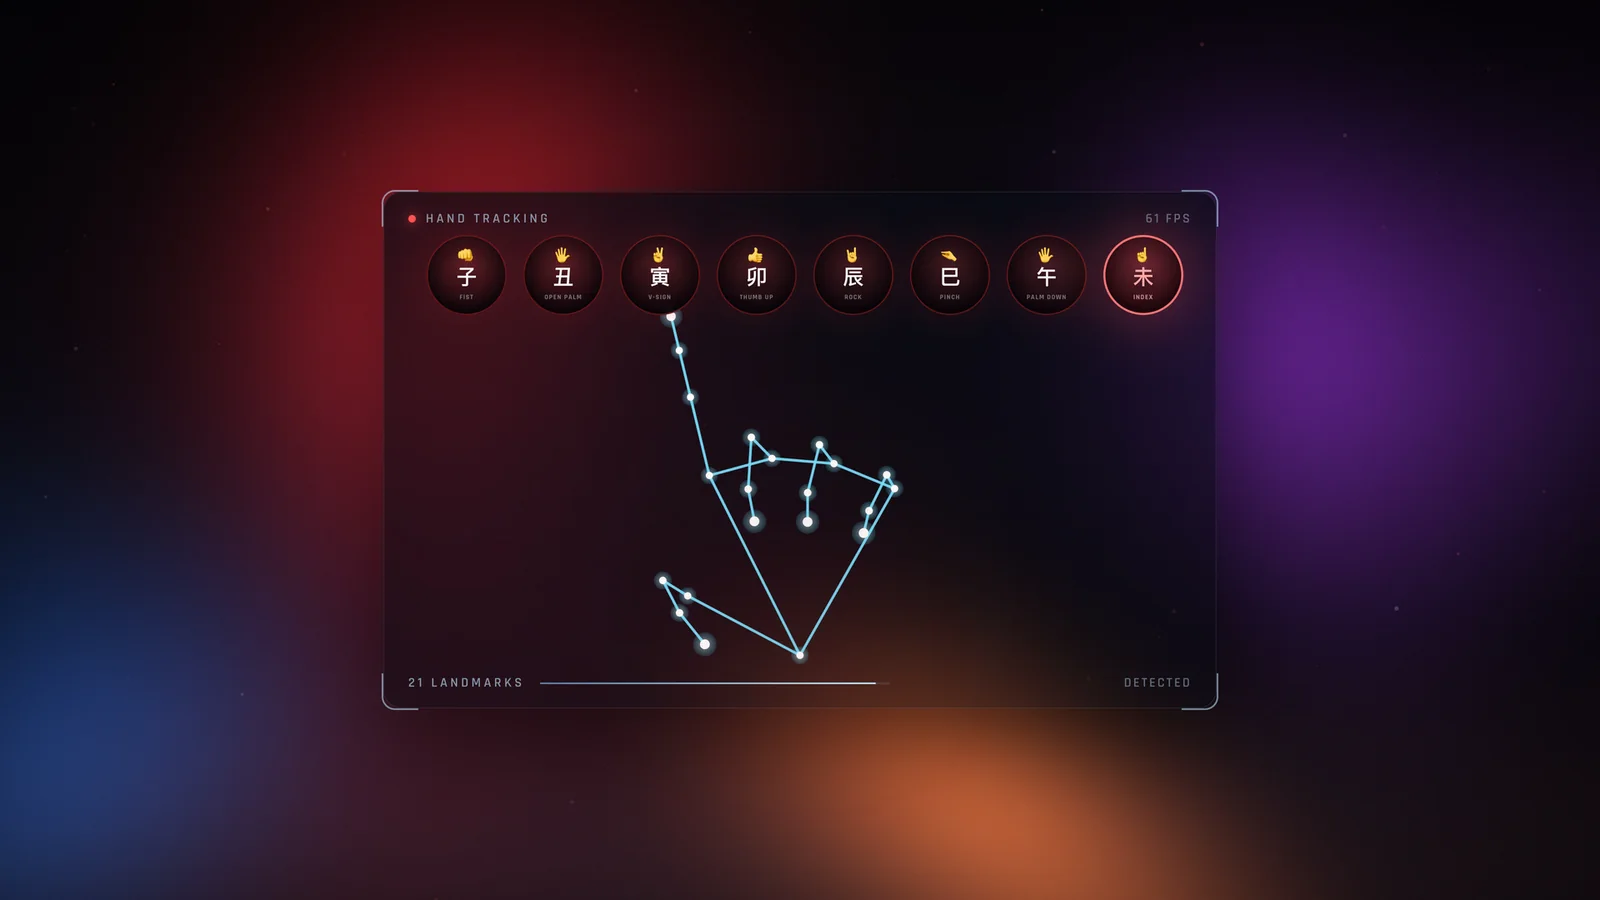 HAND TRACKING
61 FPS
子
FIST
丑
OPEN PALM
寅
V-SIGN
卯
THUMB UP
辰
ROCK
巳
PINCH
午
PALM DOWN
未
INDEX
21 LANDMARKS
DETECTED